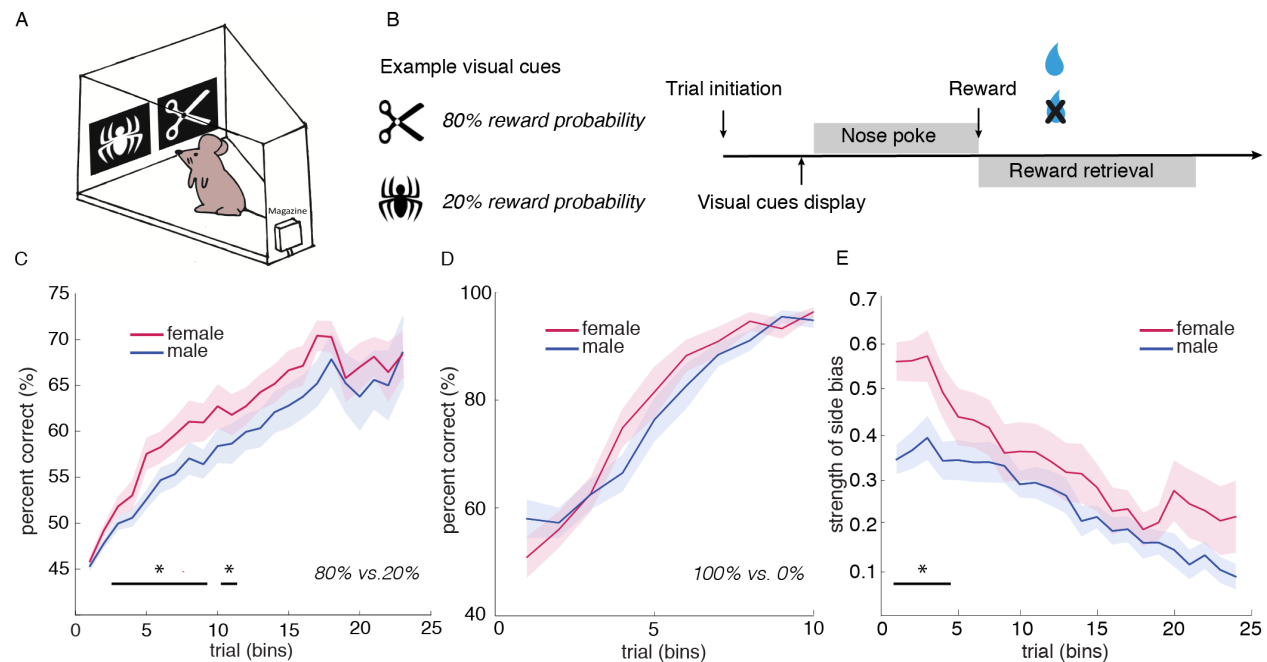 A
Magazine
B
Example visual cues
80% reward probability
20% reward probability
Trial initiation
Reward
Nose poke
Reward retrieval
Visual cues display
C
percent correct (%)
75
70
65
60
55
50
45
female
male
* *
80% vs.20%
0 5 10 15 20 25
trial (bins)
D
percent correct (%)
100
80
60
40
female
male
100% vs. 0%
5 10
trial (bins)
E
strength of side bias
0.7
0.6
0.5
0.4
0.3
0.2
0.1
female
male
*
0 5 10 15 20 25
trial (bins)